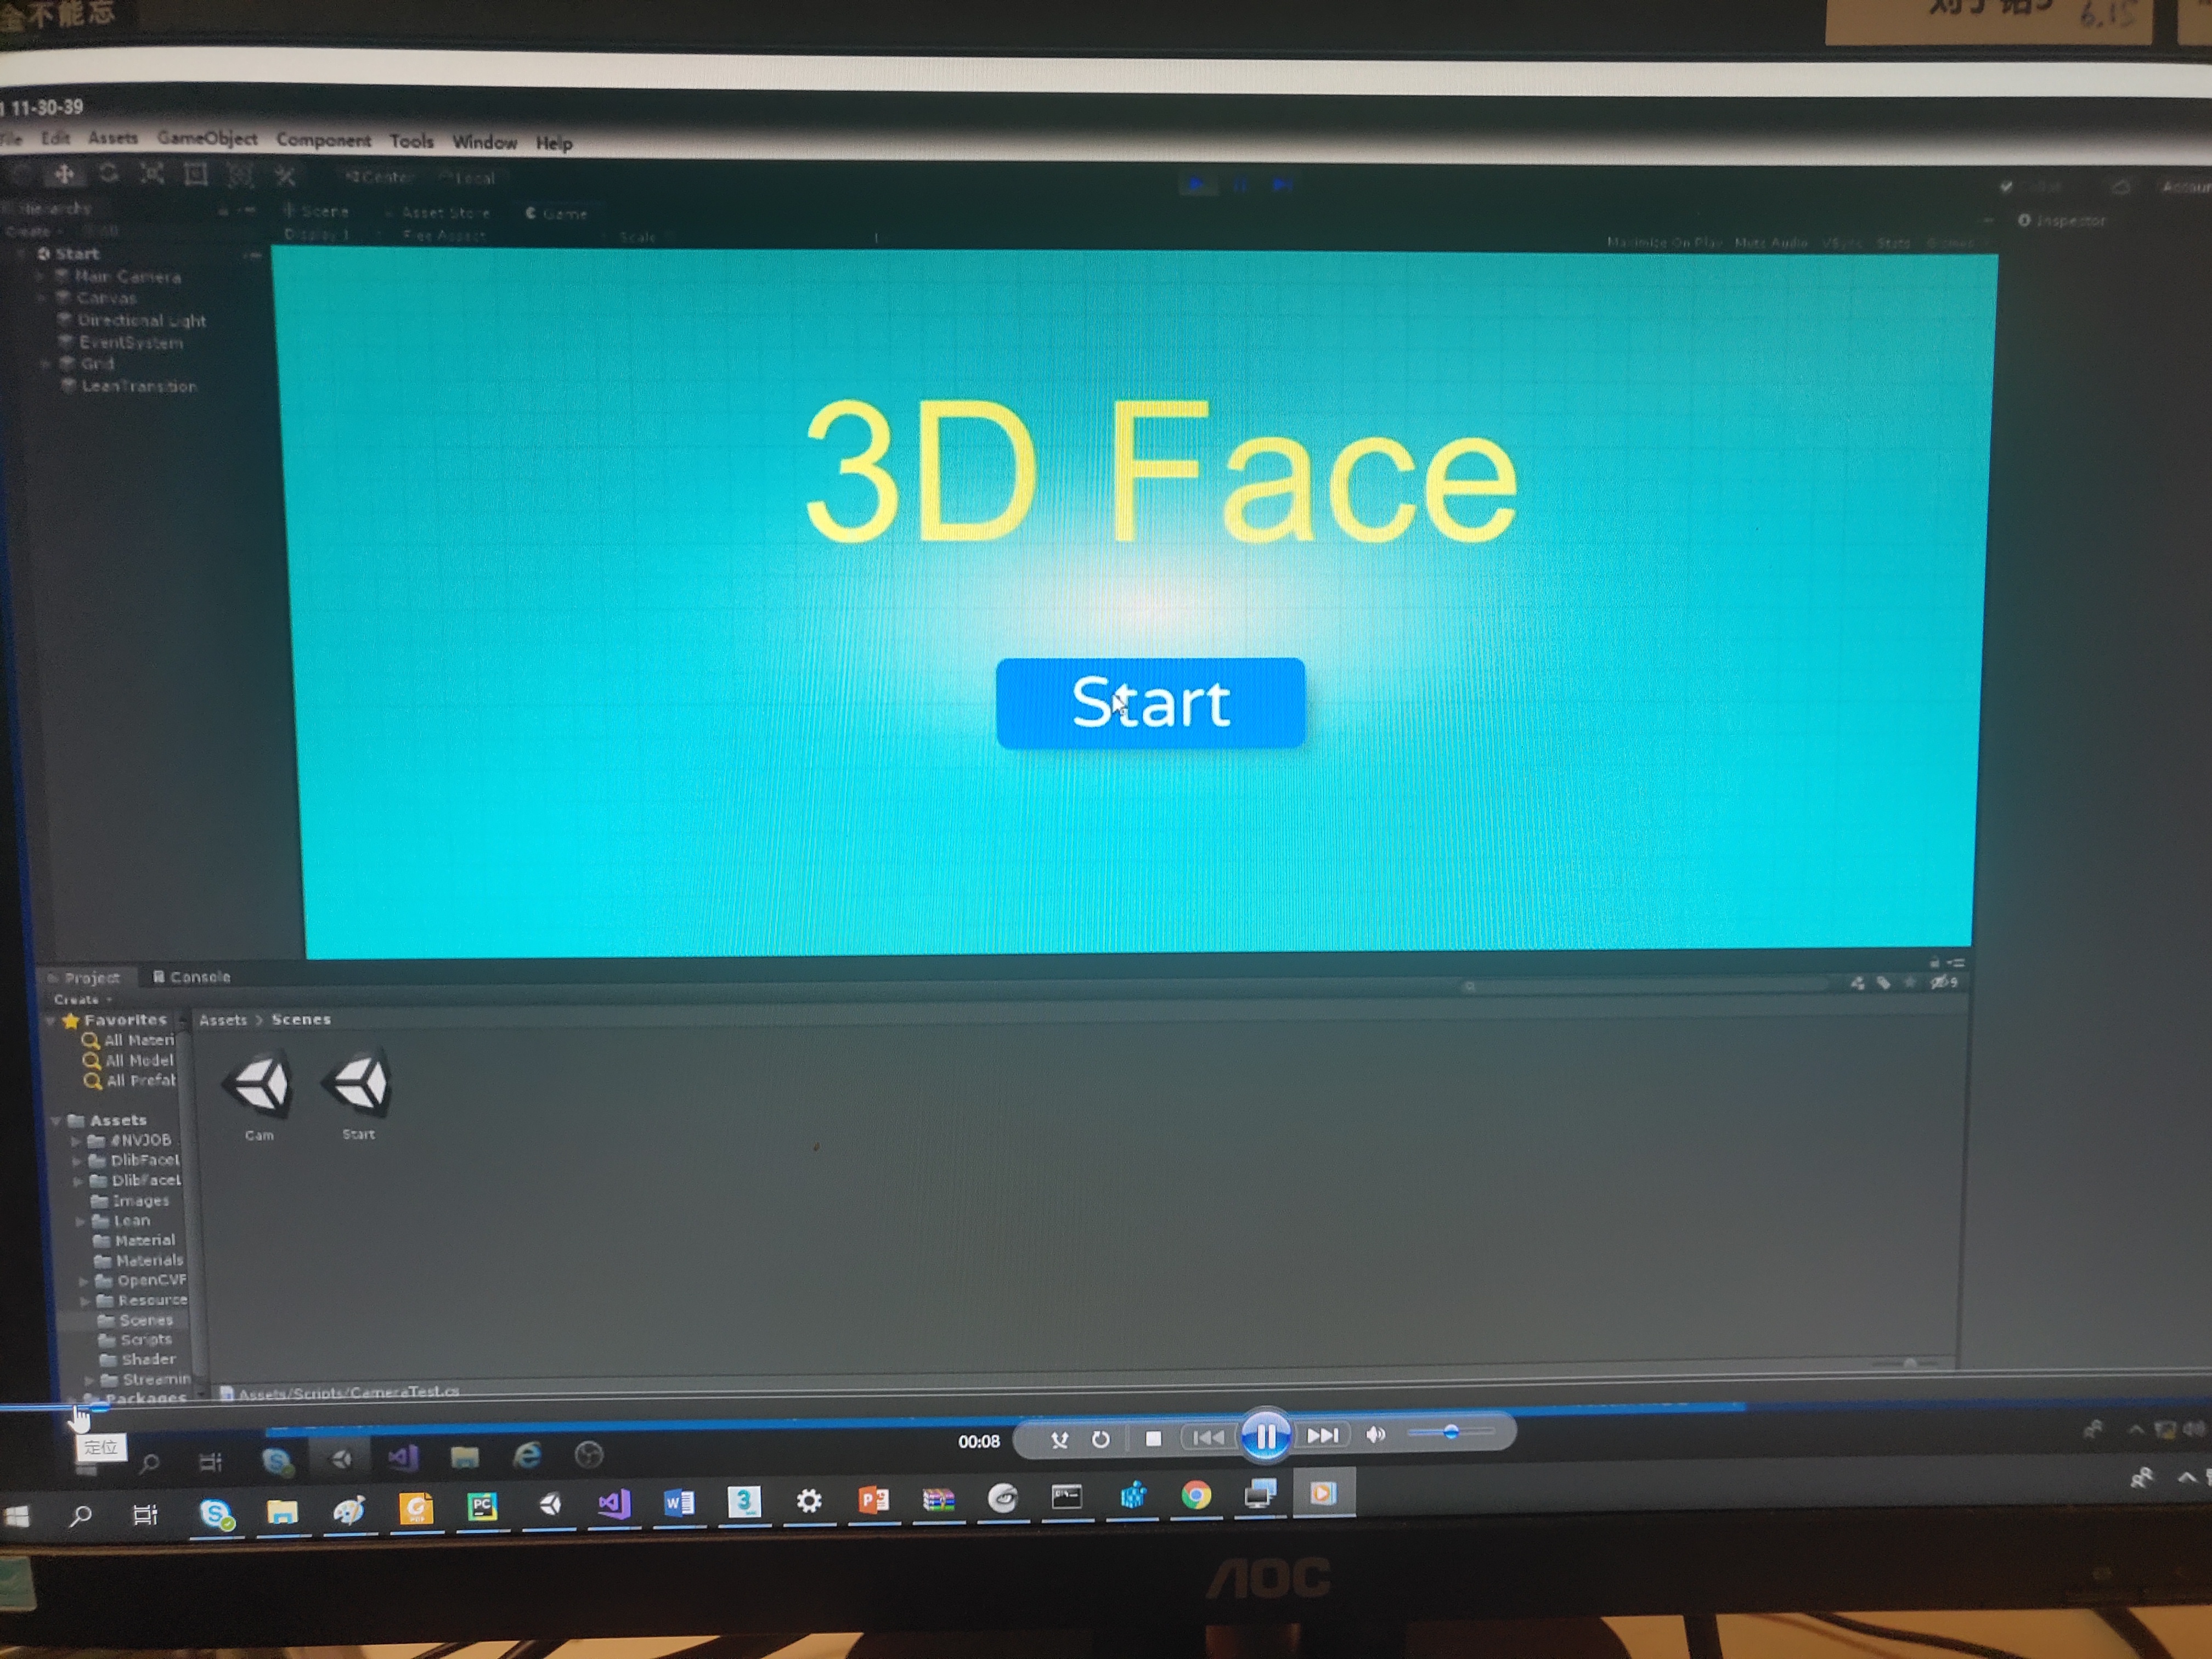 全不能忘
6.15
11-30-39
File Edit Assets GameObject Component Tools Window Help
Center Local
Hierarchy
Scene Asset Store Game
Inspector
Create
Display 1 Free Aspect Scale
Maximize On Play Mute Audio VSync Stats Gizmos
Start
Main Camera
Canvas
Directional Light
EventSystem
Grid
LeanTransition
3D Face
Start
Project Console
Create
9
Favorites
Assets > Scenes
All Materi
All Model
All Prefat
Assets
#NVJOB
DlibFaceL
DlibFaceL
Images
Lean
Material
Materials
OpenCVF
Resource
Scenes
Scripts
Shader
Streamin
Packages
Cam
Start
Assets/Scripts/CameraTest.cs
定位
00:08
AOC